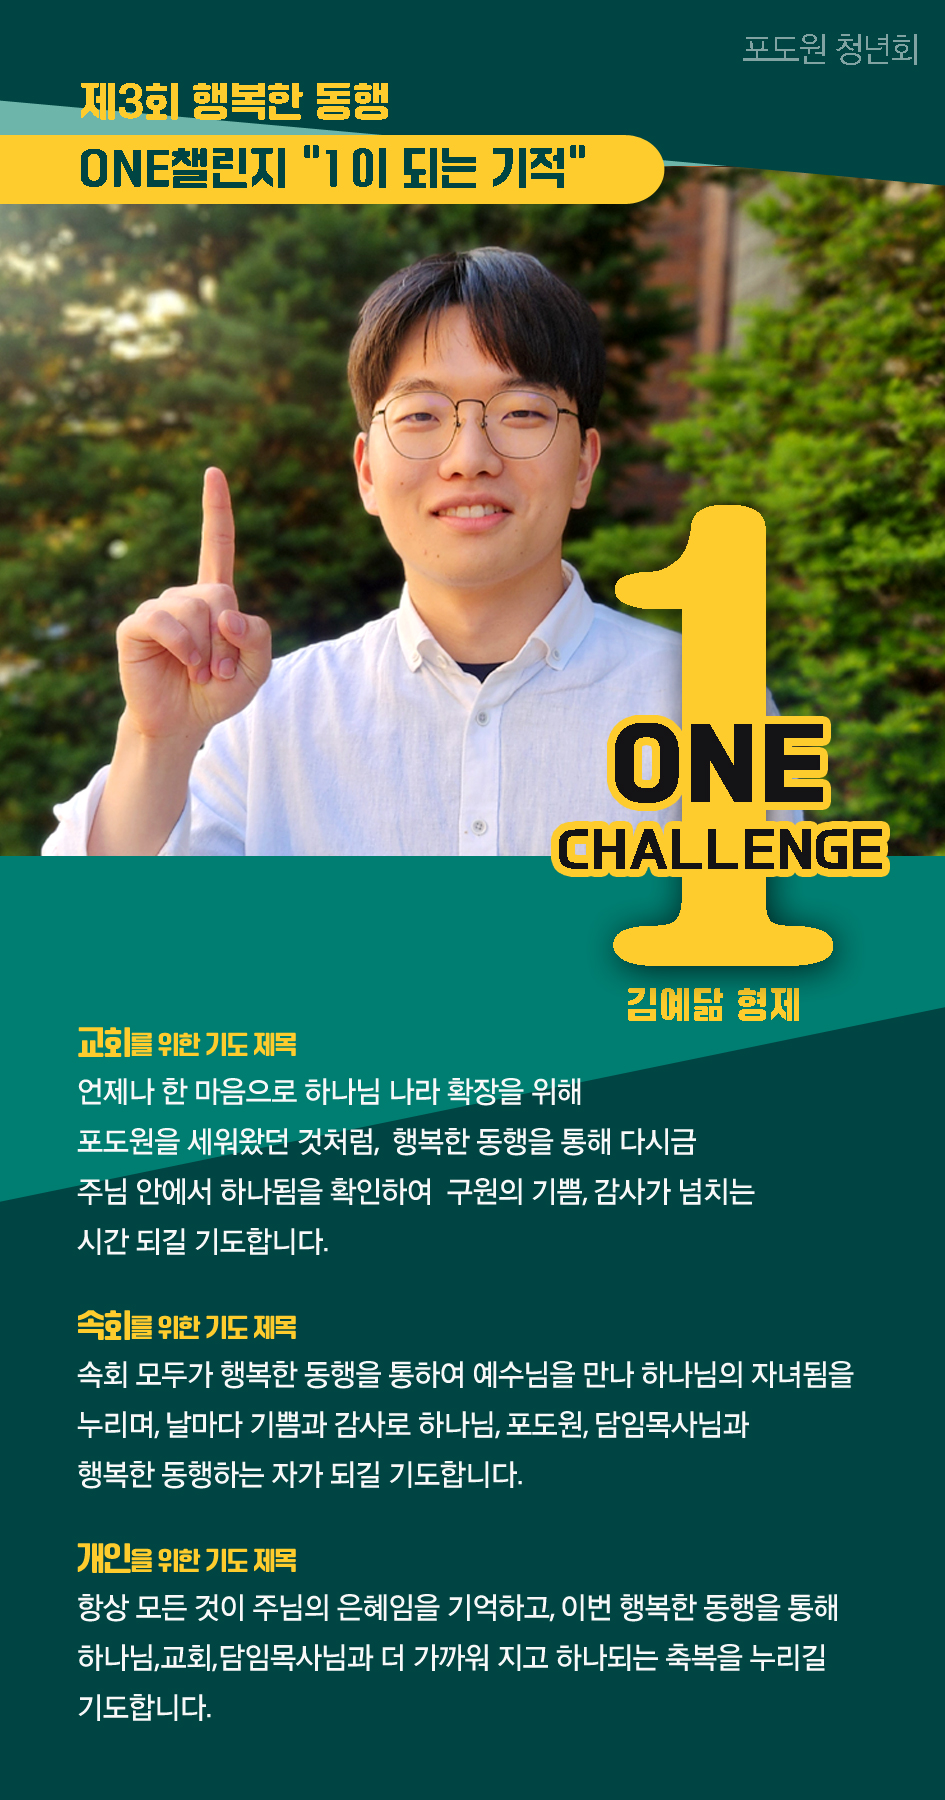 포도원 청년회
제3회 행복한 동행
ONE챌린지 "1이 되는 기적"
1
ONE
CHALLENGE
김예닮 형제
교회를 위한 기도 제목
언제나 한 마음으로 하나님 나라 확장을 위해
포도원을 세워왔던 것처럼, 행복한 동행을 통해 다시금
주님 안에서 하나됨을 확인하여 구원의 기쁨, 감사가 넘치는
시간 되길 기도합니다.
속회를 위한 기도 제목
속회 모두가 행복한 동행을 통하여 예수님을 만나 하나님의 자녀됨을
누리며, 날마다 기쁨과 감사로 하나님, 포도원, 담임목사님과
행복한 동행하는 자가 되길 기도합니다.
개인을 위한 기도 제목
항상 모든 것이 주님의 은혜임을 기억하고, 이번 행복한 동행을 통해
하나님,교회,담임목사님과 더 가까워 지고 하나되는 축복을 누리길
기도합니다.